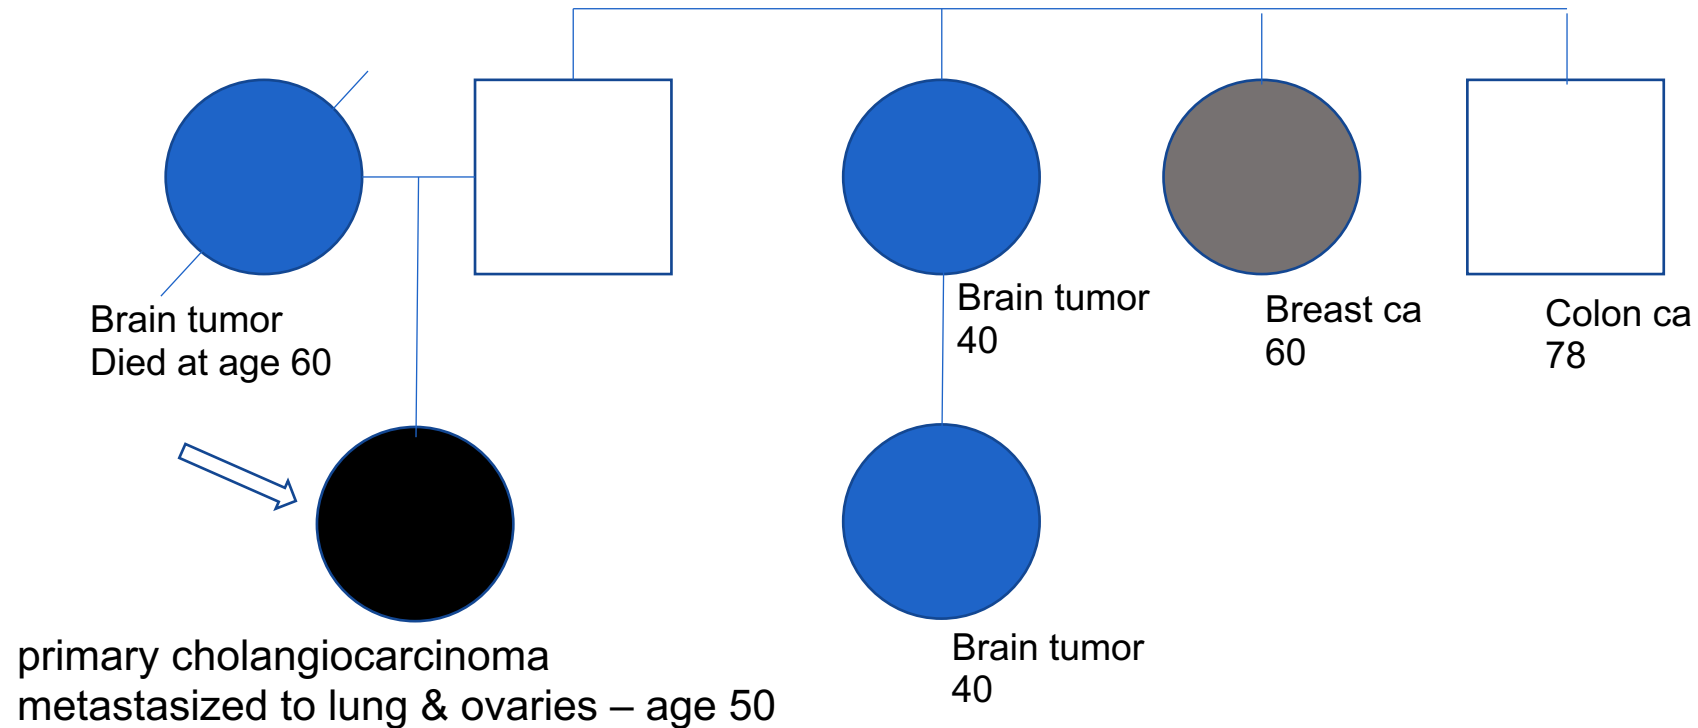 Brain tumor
Died at age 60
Brain tumor
40
Breast ca
60
Colon ca
78
primary cholangiocarcinoma
metastasized to lung & ovaries – age 50
Brain tumor
40